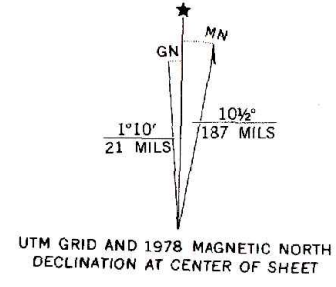 ★
GN MN
1°10′
21 MILS
10½°
187 MILS
UTM GRID AND 1978 MAGNETIC NORTH
DECLINATION AT CENTER OF SHEET